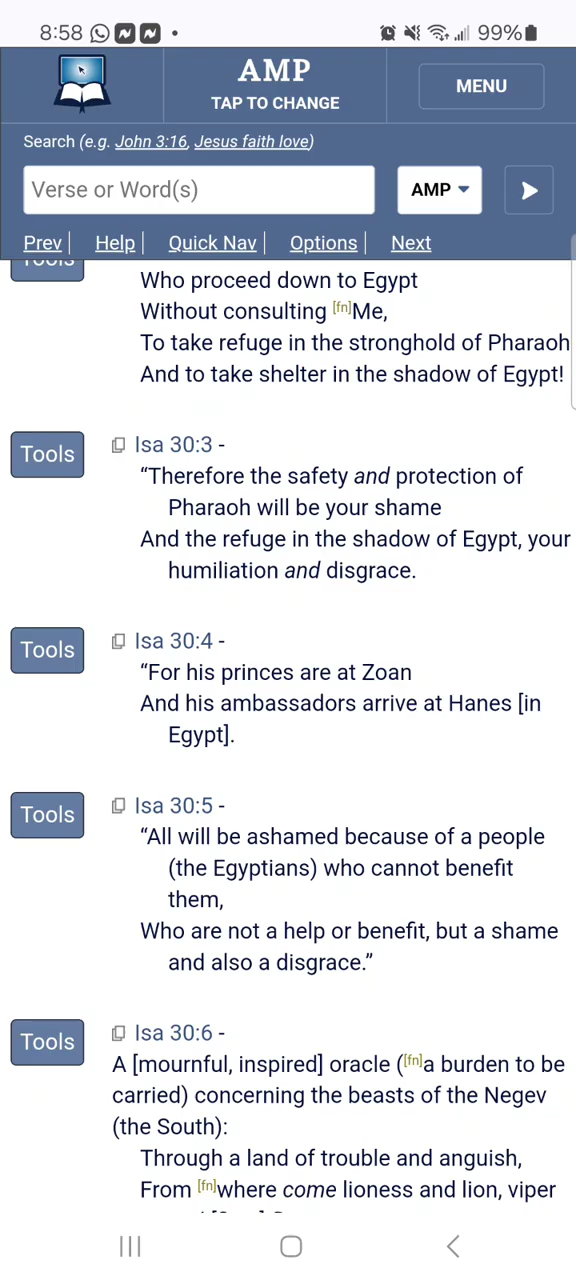 8:58
99%
AMP
TAP TO CHANGE
MENU
Search (e.g. John 3:16, Jesus faith love)
Verse or Word(s)
AMP
Prev Help Quick Nav Options Next
Tools
Who proceed down to Egypt
Without consulting [fn]Me,
To take refuge in the stronghold of Pharaoh
And to take shelter in the shadow of Egypt!
Tools
Isa 30:3 -
“Therefore the safety and protection of
Pharaoh will be your shame
And the refuge in the shadow of Egypt, your
humiliation and disgrace.
Tools
Isa 30:4 -
“For his princes are at Zoan
And his ambassadors arrive at Hanes [in
Egypt].
Tools
Isa 30:5 -
“All will be ashamed because of a people
(the Egyptians) who cannot benefit
them,
Who are not a help or benefit, but a shame
and also a disgrace.”
Tools
Isa 30:6 -
A [mournful, inspired] oracle ([fn]a burden to be
carried) concerning the beasts of the Negev
(the South):
Through a land of trouble and anguish,
From [fn]where come lioness and lion, viper